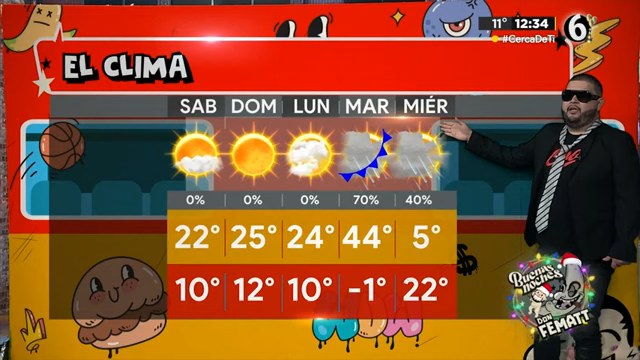 11° 12:34 6
#CercaDeTi
EL CLIMA
SAB DOM LUN MAR MIÉR
0% 0% 0% 70% 40%
22° 25° 24° 44° 5°
10° 12° 10° -1° 22°
Buenas
noches
DON
FEMATT